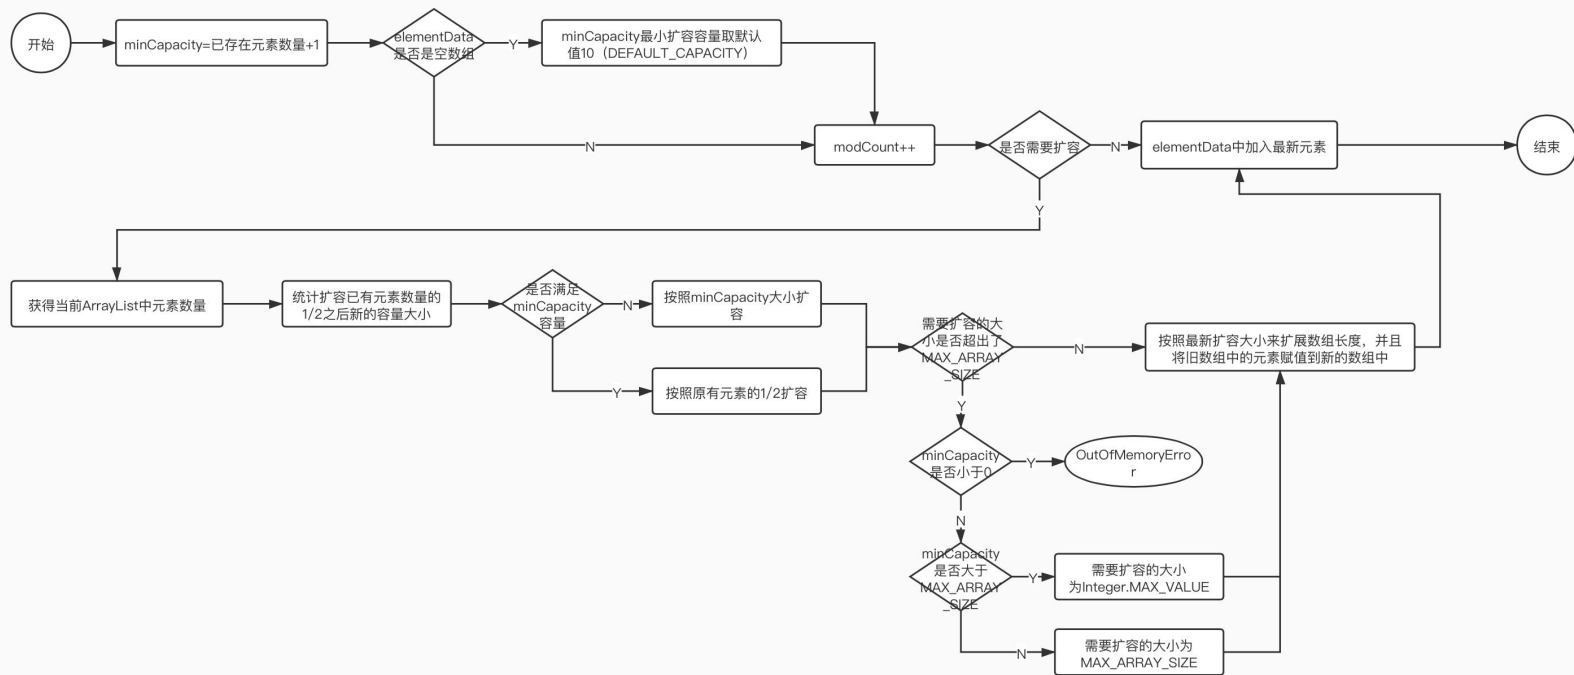 开始
minCapacity=已存在元素数量+1
elementData
是否是空数组
Y
minCapacity最小扩容容量取默认
值10（DEFAULT_CAPACITY）
N
modCount++
是否需要扩容
N
elementData中加入最新元素
结束
Y
获得当前ArrayList中元素数量
统计扩容已有元素数量的
1/2之后新的容量大小
是否满足
minCapacity
容量
N
按照minCapacity大小扩
容
Y
按照原有元素的1/2扩容
需要扩容的大
小是否超出了
MAX_ARRAY
_SIZE
N
按照最新扩容大小来扩展数组长度，并且
将旧数组中的元素赋值到新的数组中
Y
minCapacity
是否小于0
Y
OutOfMemoryErro
r
N
minCapacity
是否大于
MAX_ARRAY
_SIZE
Y
需要扩容的大小
为Integer.MAX_VALUE
N
需要扩容的大小为
MAX_ARRAY_SIZE